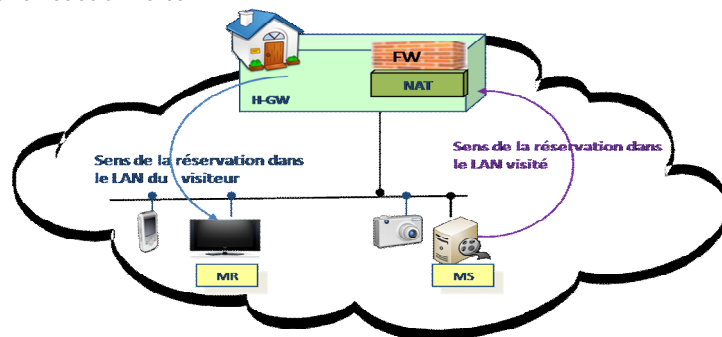 FW
NAT
H-GW
Sens de la réservation dans
le LAN du visiteur
Sens de la réservation dans
le LAN visité
MR
MS